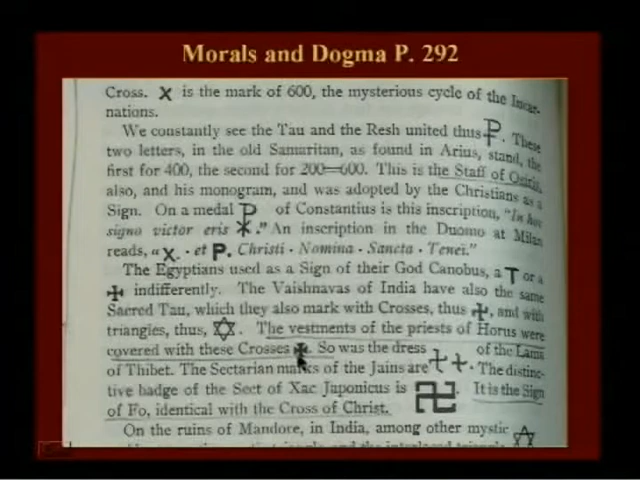 Morals and Dogma P. 292
Cross. X is the mark of 600, the mysterious cycle of the Incar-
nations.
We constantly see the Tau and the Resh united thus ⳨. These
two letters, in the old Samaritan, as found in Arius, stand, the
first for 400, the second for 200=600. This is the Staff of Osiris,
also, and his monogram, and was adopted by the Christians as a
Sign. On a medal ⳨ of Constantius is this inscription, "In hoc
signo victor eris ☧." An inscription in the Duomo at Milan
reads, "X. · et P. Christi · Nomina · Sancta · Tenei."
The Egyptians used as a Sign of their God Canobus, a T or a
✠ indifferently. The Vaishnavas of India have also the same
Sacred Tau, which they also mark with Crosses, thus ✠, and with
triangles, thus, ✡. The vestments of the priests of Horus were
covered with these Crosses ✠. So was the dress of the Lama
of Thibet. The Sectarian marks of the Jains are 卐. The distinc-
tive badge of the Sect of Xac Japonicus is 卐. It is the Sign
of Fo, identical with the Cross of Christ.
On the ruins of Mandore, in India, among other mystic ✡